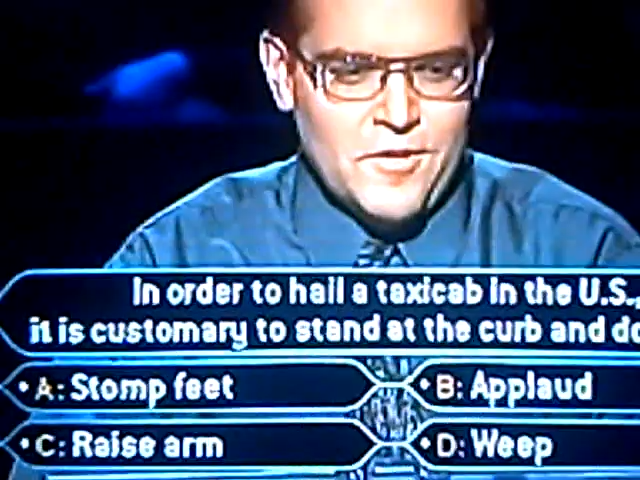 In order to hail a taxicab in the U.S.,
it is customary to stand at the curb and do
A: Stomp feet
B: Applaud
C: Raise arm
D: Weep